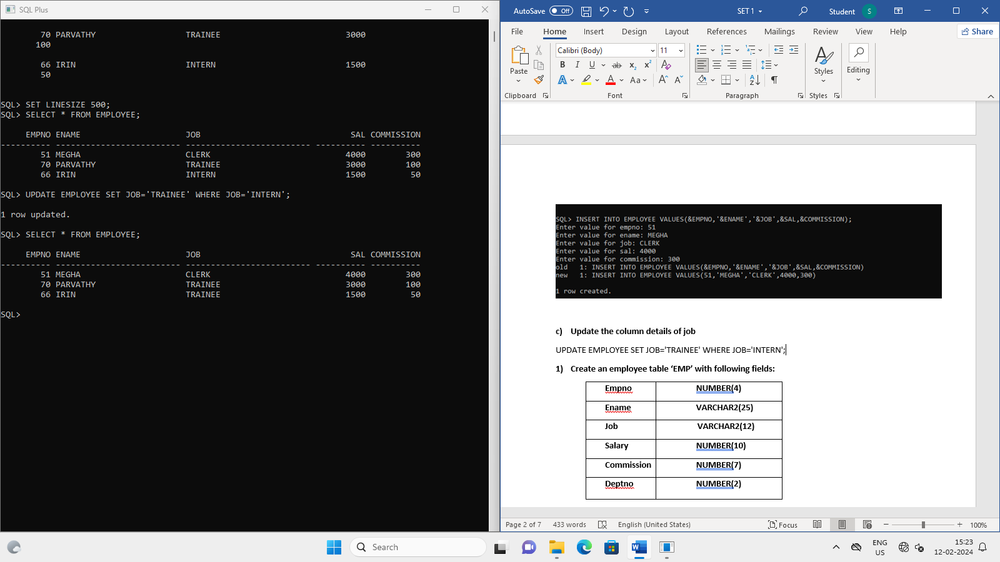 SQL Plus
70 PARVATHY TRAINEE 3000
100
66 IRIN INTERN 1500
50
SQL> SET LINESIZE 500;
SQL> SELECT * FROM EMPLOYEE;
EMPNO ENAME JOB SAL COMMISSION
---------- ------------------------- ------------------------- ---------- ----------
51 MEGHA CLERK 4000 300
70 PARVATHY TRAINEE 3000 100
66 IRIN INTERN 1500 50
SQL> UPDATE EMPLOYEE SET JOB='TRAINEE' WHERE JOB='INTERN';
1 row updated.
SQL> SELECT * FROM EMPLOYEE;
EMPNO ENAME JOB SAL COMMISSION
---------- ------------------------- ------------------------- ---------- ----------
51 MEGHA CLERK 4000 300
70 PARVATHY TRAINEE 3000 100
66 IRIN TRAINEE 1500 50
SQL>
AutoSave Off SET 1 Student S
File Home Insert Design Layout References Mailings Review View Help Share
Calibri (Body) 11
Paste
B I U ab x₂ x²
A A A Aa A A
Styles
Editing
Clipboard Font Paragraph Styles
SQL> INSERT INTO EMPLOYEE VALUES(&EMPNO,'&ENAME','&JOB',&SAL,&COMMISSION);
Enter value for empno: 51
Enter value for ename: MEGHA
Enter value for job: CLERK
Enter value for sal: 4000
Enter value for commission: 300
old 1: INSERT INTO EMPLOYEE VALUES(&EMPNO,'&ENAME','&JOB',&SAL,&COMMISSION)
new 1: INSERT INTO EMPLOYEE VALUES(51,'MEGHA','CLERK',4000,300)
1 row created.
c) Update the column details of job
UPDATE EMPLOYEE SET JOB='TRAINEE' WHERE JOB='INTERN';
1) Create an employee table ‘EMP’ with following fields:
Empno NUMBER(4)
Ename VARCHAR2(25)
Job VARCHAR2(12)
Salary NUMBER(10)
Commission NUMBER(7)
Deptno NUMBER(2)
Page 2 of 7 433 words English (United States) Focus 100%
Search
ENG
US
15:23
12-02-2024